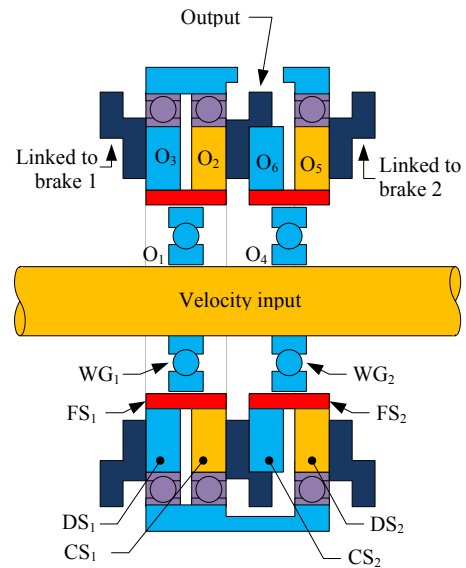 Output
Linked to
brake 1
O3
O2
O6
O5
Linked to
brake 2
O1
O4
Velocity input
WG1
WG2
FS1
FS2
DS1
DS2
CS1
CS2